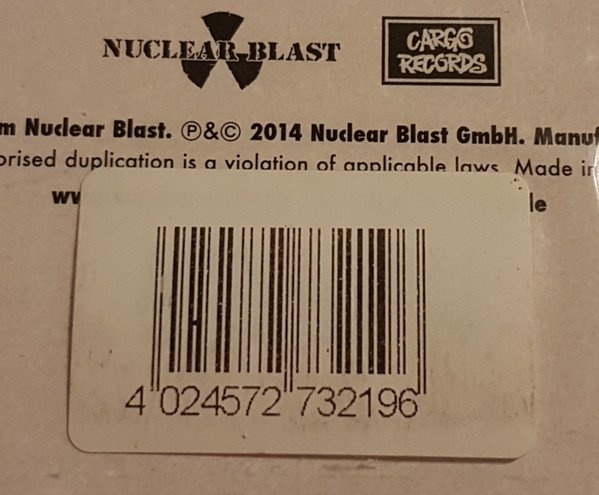 NUCLEAR BLAST
CARGO
RECORDS
m Nuclear Blast. Ⓟ&© 2014 Nuclear Blast GmbH. Manuf
orised duplication is a violation of applicable laws. Made in
4 024572 732196